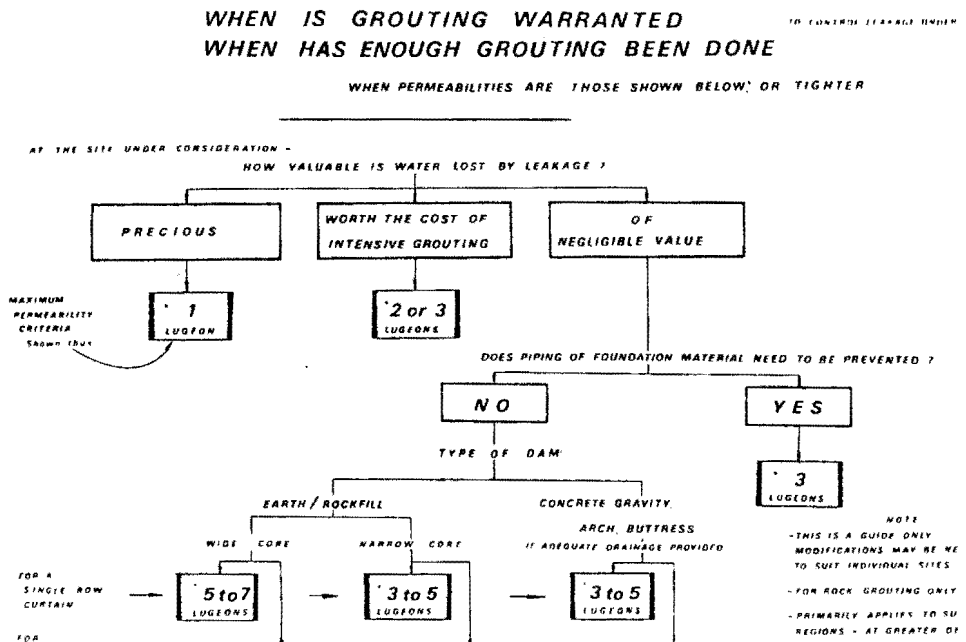 WHEN IS GROUTING WARRANTED
TO CONTROL LEAKAGE UNDER
WHEN HAS ENOUGH GROUTING BEEN DONE
WHEN PERMEABILITIES ARE THOSE SHOWN BELOW, OR TIGHTER
AT THE SITE UNDER CONSIDERATION -
HOW VALUABLE IS WATER LOST BY LEAKAGE ?
PRECIOUS
WORTH THE COST OF
INTENSIVE GROUTING
OF
NEGLIGIBLE VALUE
MAXIMUM
PERMEABILITY
CRITERIA
Shown thus
1
LUGEON
2 or 3
LUGEONS
DOES PIPING OF FOUNDATION MATERIAL NEED TO BE PREVENTED ?
NO
YES
TYPE OF DAM
3
LUGEONS
EARTH / ROCKFILL
CONCRETE GRAVITY,
ARCH, BUTTRESS
IF ADEQUATE DRAINAGE PROVIDED
WIDE CORE
NARROW CORE
FOR A
SINGLE ROW
CURTAIN
5 to 7
LUGEONS
3 to 5
LUGEONS
3 to 5
LUGEONS
NOTE
- THIS IS A GUIDE ONLY
MODIFICATIONS MAY BE NE
TO SUIT INDIVIDUAL SITES
- FOR ROCK GROUTING ONLY
- PRIMARILY APPLIES TO SU
REGIONS - AT GREATER DE
FOR